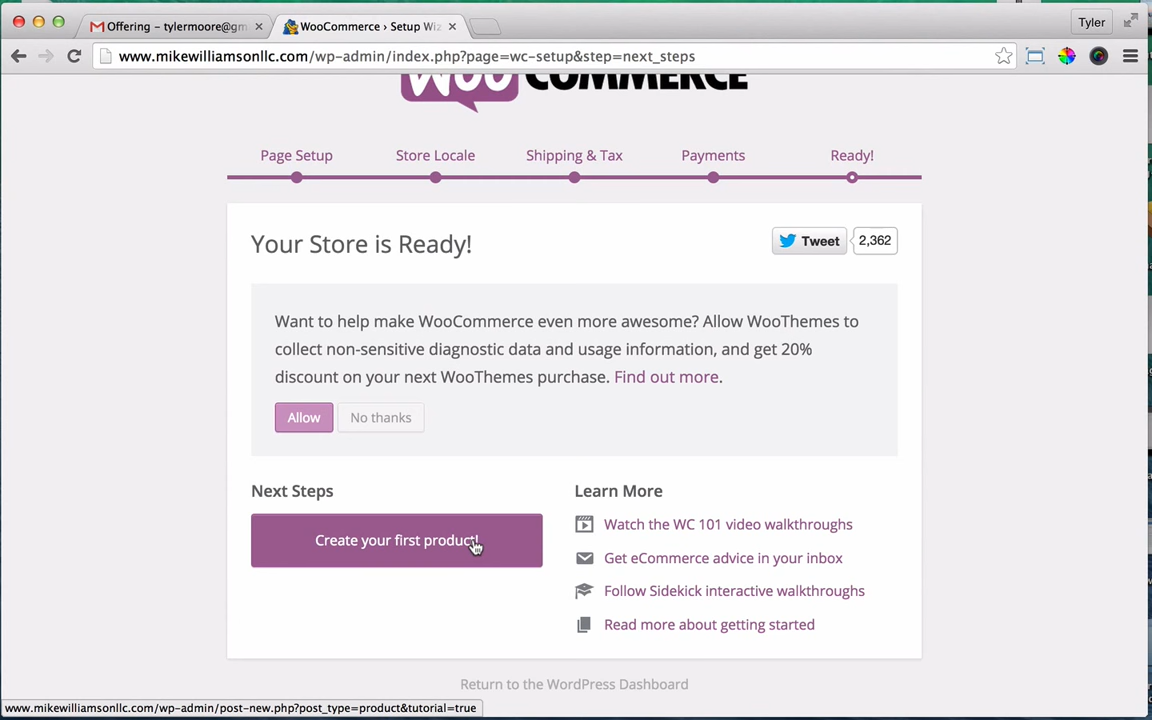 Offering – tylermoore@gm
WooCommerce › Setup Wiz
Tyler
www.mikewilliamsonllc.com/wp-admin/index.php?page=wc-setup&step=next_steps
WOO COMMERCE
Page Setup
Store Locale
Shipping & Tax
Payments
Ready!
Your Store is Ready!
Tweet
2,362
Want to help make WooCommerce even more awesome? Allow WooThemes to
collect non-sensitive diagnostic data and usage information, and get 20%
discount on your next WooThemes purchase. Find out more.
Allow
No thanks
Next Steps
Learn More
Create your first product!
Watch the WC 101 video walkthroughs
Get eCommerce advice in your inbox
Follow Sidekick interactive walkthroughs
Read more about getting started
Return to the WordPress Dashboard
www.mikewilliamsonllc.com/wp-admin/post-new.php?post_type=product&tutorial=true